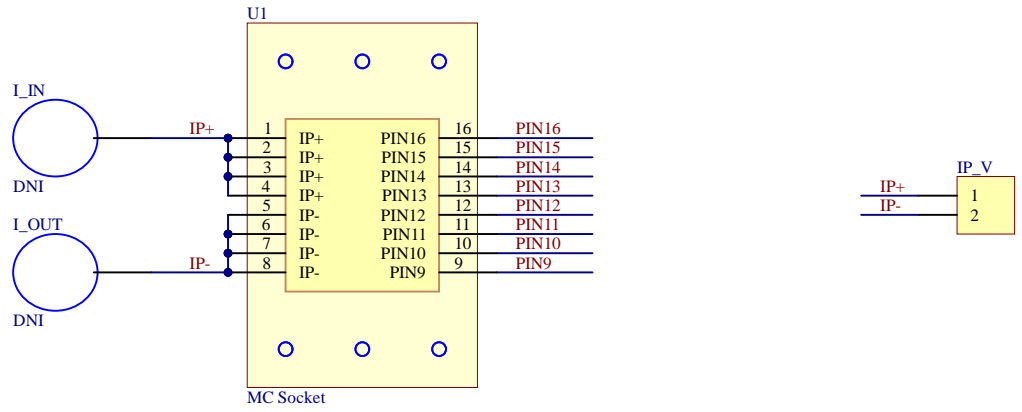 U1
I_IN
DNI
I_OUT
DNI
IP+ 1 IP+ PIN16 16 PIN16
2 IP+ PIN15 15 PIN15
3 IP+ PIN14 14 PIN14
4 IP+ PIN13 13 PIN13
5 IP- PIN12 12 PIN12
6 IP- PIN11 11 PIN11
7 IP- PIN10 10 PIN10
IP- 8 IP- PIN9 9 PIN9
MC Socket
IP_V
IP+ 1
IP- 2